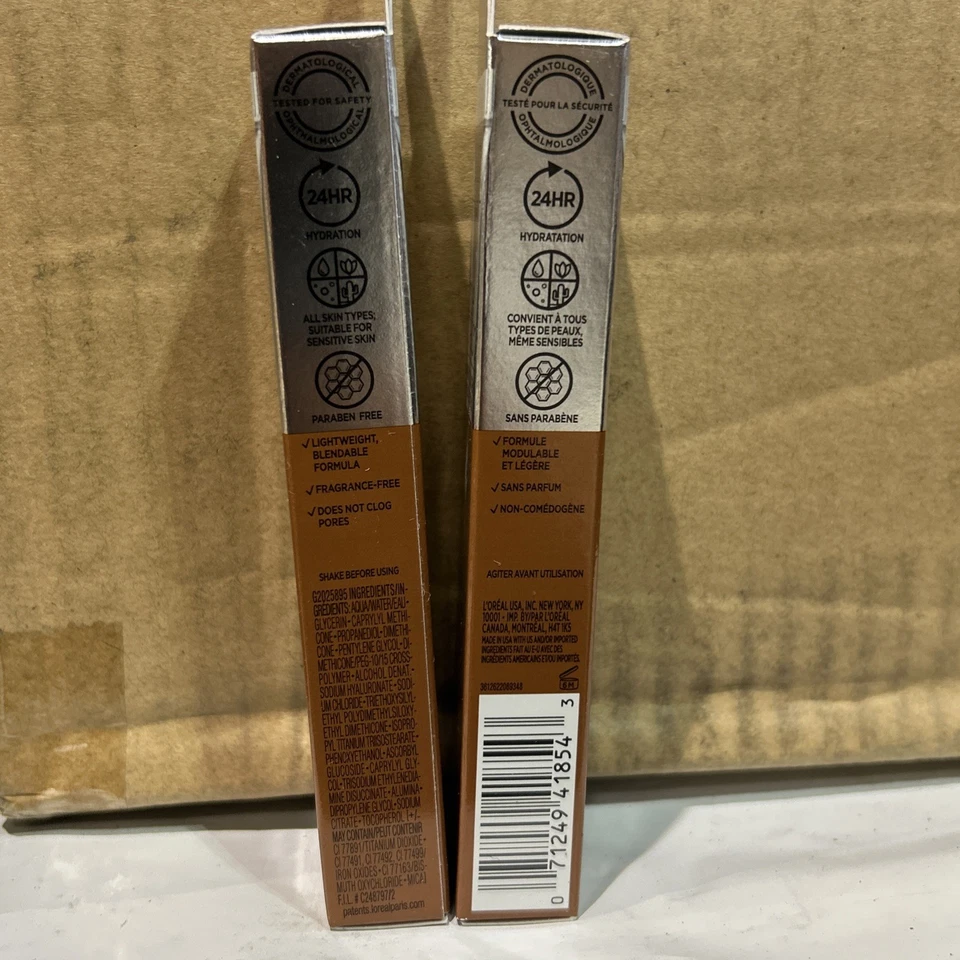 DERMATOLOGICAL
TESTED FOR SAFETY
OPHTHALMOLOGICAL
24HR
HYDRATION
ALL SKIN TYPES;
SUITABLE FOR
SENSITIVE SKIN
PARABEN FREE
✓ LIGHTWEIGHT,
BLENDABLE
FORMULA
✓ FRAGRANCE-FREE
✓ DOES NOT CLOG
PORES
SHAKE BEFORE USING
G2025895 INGREDIENTS/IN-
GRÉDIENTS: AQUA/WATER/EAU•
GLYCERIN•CAPRYLYL METHI-
CONE•PROPANEDIOL•DIMETHI-
CONE•PENTYLENE GLYCOL•DI-
METHICONE/PEG-10/15 CROSS-
POLYMER•ALCOHOL DENAT.•
SODIUM HYALURONATE•SODI-
UM CHLORIDE•TRIETHOXYSILYL-
ETHYL POLYDIMETHYLSILOXY-
ETHYL DIMETHICONE•ISOPRO-
PYL TITANIUM TRIISOSTEARATE•
PHENOXYETHANOL•ASCORBYL
GLUCOSIDE•CAPRYLYL GLY-
COL•TRISODIUM ETHYLENEDIA-
MINE DISUCCINATE•ALUMINA•
DIPROPYLENE GLYCOL•SODIUM
CITRATE•TOCOPHEROL [+/-
MAY CONTAIN/PEUT CONTENIR
CI 77891/TITANIUM DIOXIDE•
CI 77491, CI 77492, CI 77499/
IRON OXIDES•CI 77163/BIS-
MUTH OXYCHLORIDE•MICA]
F.I.L. # C248797/2
patents.lorealparis.com
DERMATOLOGIQUE
TESTÉ POUR LA SÉCURITÉ
OPHTALMOLOGIQUE
24HR
HYDRATATION
CONVIENT À TOUS
TYPES DE PEAUX,
MÊME SENSIBLES
SANS PARABÈNE
✓ FORMULE
MODULABLE
ET LÉGÈRE
✓ SANS PARFUM
✓ NON-COMÉDOGÈNE
AGITER AVANT UTILISATION
L'ORÉAL USA, INC. NEW YORK, NY
10001 - IMP. BY/PAR L'ORÉAL
CANADA, MONTRÉAL, H4T 1K5
MADE IN USA WITH US AND/OR IMPORTED
INGREDIENTS FAIT AU É-U AVEC DES
INGRÉDIENTS AMÉRICAINS ET/OU IMPORTÉS.
6M
0 71249 41854 3